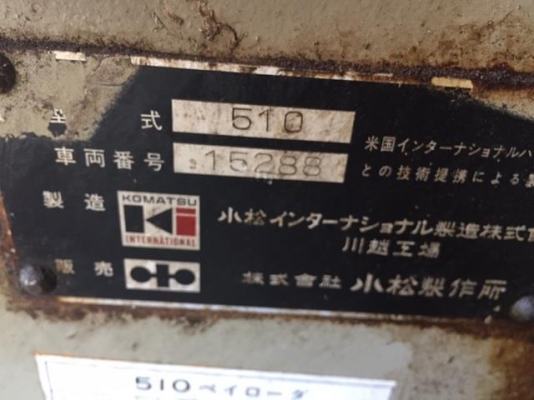 型式 510
車両番号 15288
米国インターナショナルハ
との技術提携による製
製造 KOMATSU INTERNATIONAL 小松インターナショナル製造株式会
川越工場
販売 株式會社 小松製作所
510ペイローダ